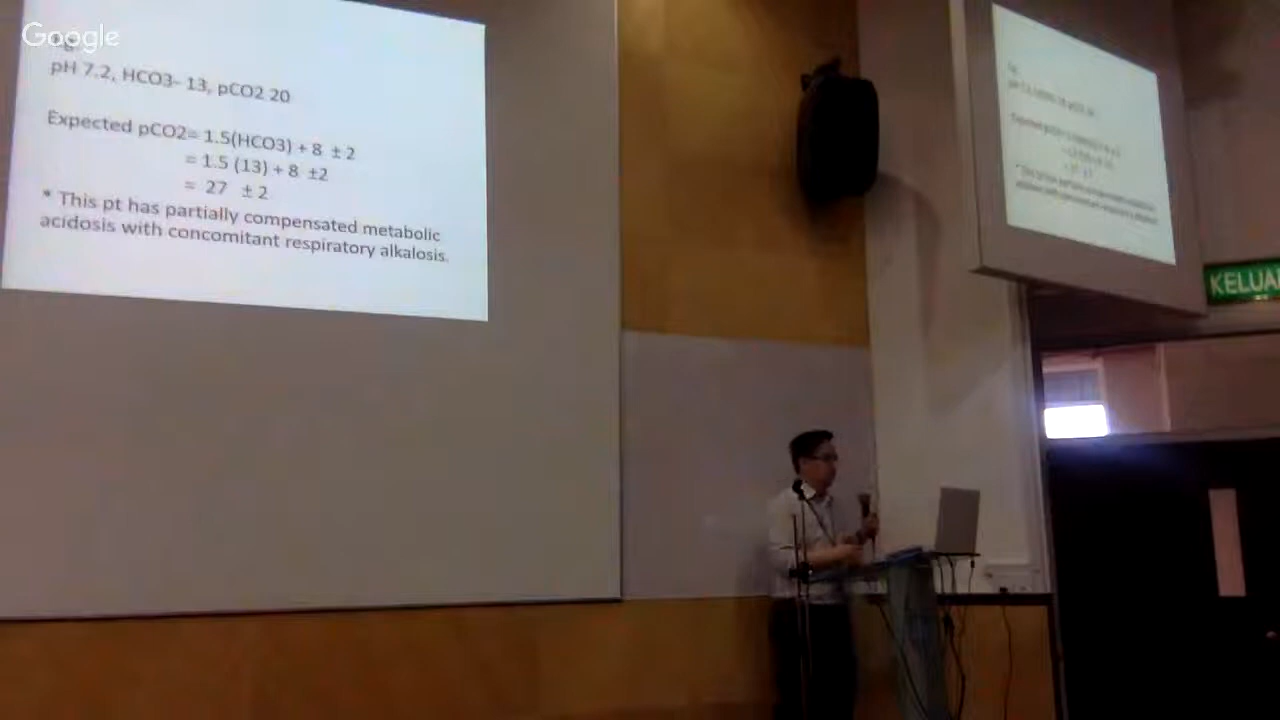 Google
Eg:
pH 7.2, HCO3- 13, pCO2 20
Expected pCO2= 1.5(HCO3) + 8 ± 2
= 1.5 (13) + 8 ±2
= 27 ± 2
* This pt has partially compensated metabolic
acidosis with concomitant respiratory alkalosis.